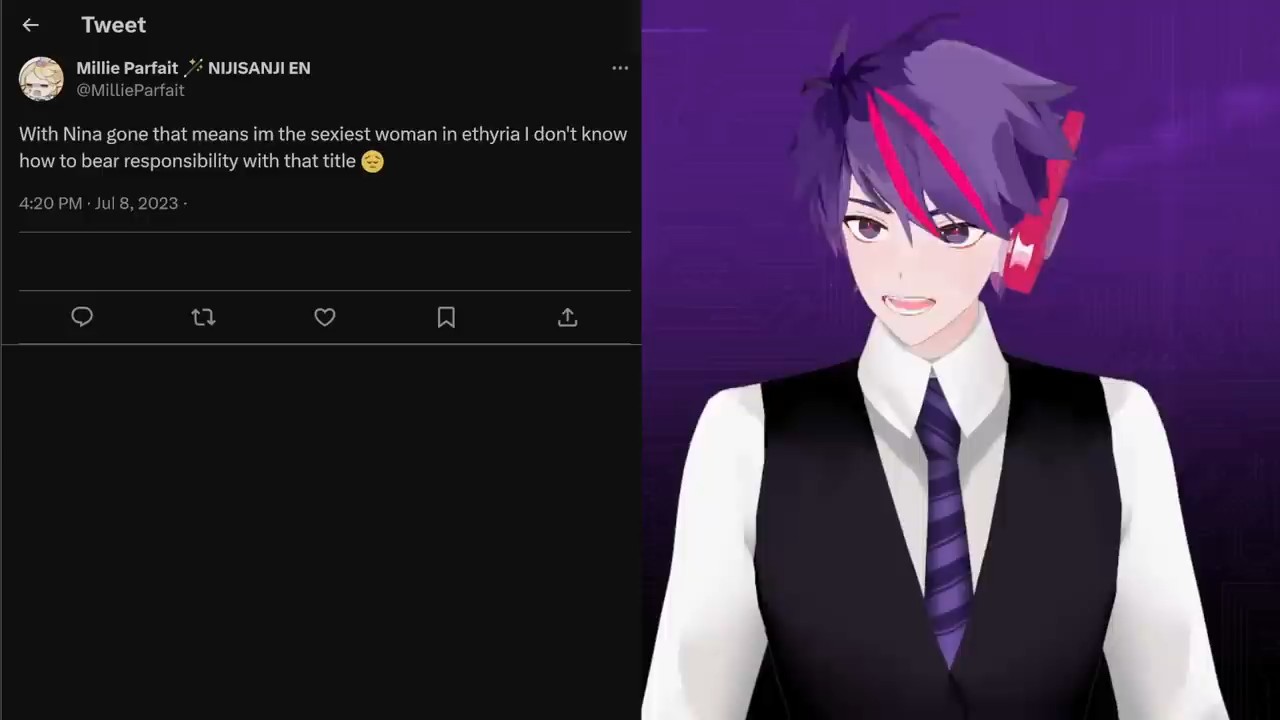 Tweet
Millie Parfait 🪄 NIJISANJI EN
@MillieParfait
With Nina gone that means im the sexiest woman in ethyria I don't know
how to bear responsibility with that title 😔
4:20 PM · Jul 8, 2023 ·